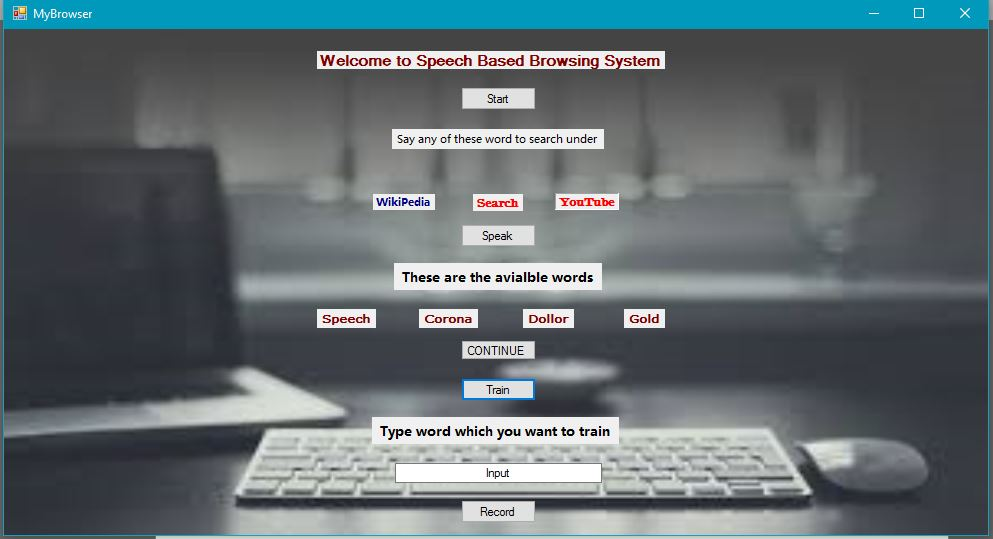 MyBrowser
Welcome to Speech Based Browsing System
Start
Say any of these word to search under
WikiPedia Search YouTube
Speak
These are the avialble words
Speech Corona Dollor Gold
CONTINUE
Train
Type word which you want to train
Input
Record